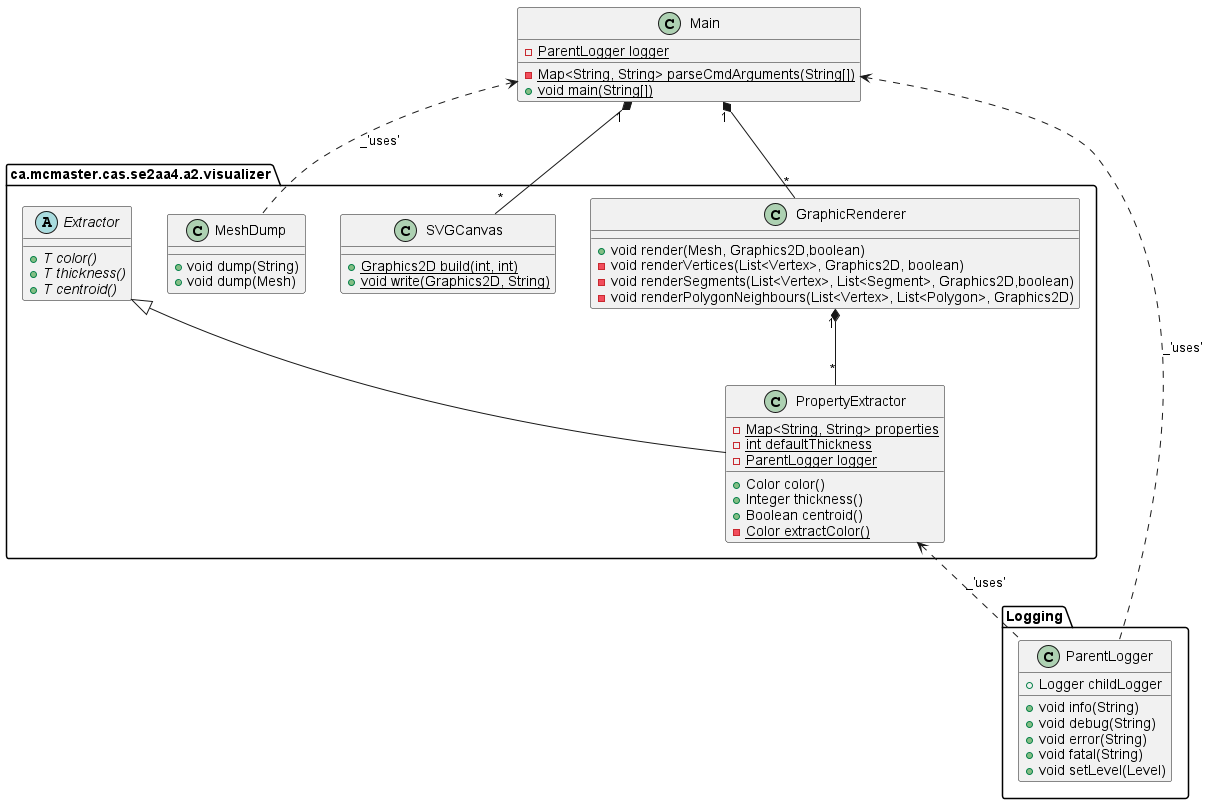 C Main
ParentLogger logger
Map<String, String> parseCmdArguments(String[])
void main(String[])
1
1
_'uses'
ca.mcmaster.cas.se2aa4.a2.visualizer
*
*
A Extractor
T color()
T thickness()
T centroid()
C MeshDump
void dump(String)
void dump(Mesh)
C SVGCanvas
Graphics2D build(int, int)
void write(Graphics2D, String)
C GraphicRenderer
void render(Mesh, Graphics2D,boolean)
void renderVertices(List<Vertex>, Graphics2D, boolean)
void renderSegments(List<Vertex>, List<Segment>, Graphics2D,boolean)
void renderPolygonNeighbours(List<Vertex>, List<Polygon>, Graphics2D)
1
_'uses'
*
C PropertyExtractor
Map<String, String> properties
int defaultThickness
ParentLogger logger
Color color()
Integer thickness()
Boolean centroid()
Color extractColor()
_'uses'
Logging
C ParentLogger
Logger childLogger
void info(String)
void debug(String)
void error(String)
void fatal(String)
void setLevel(Level)